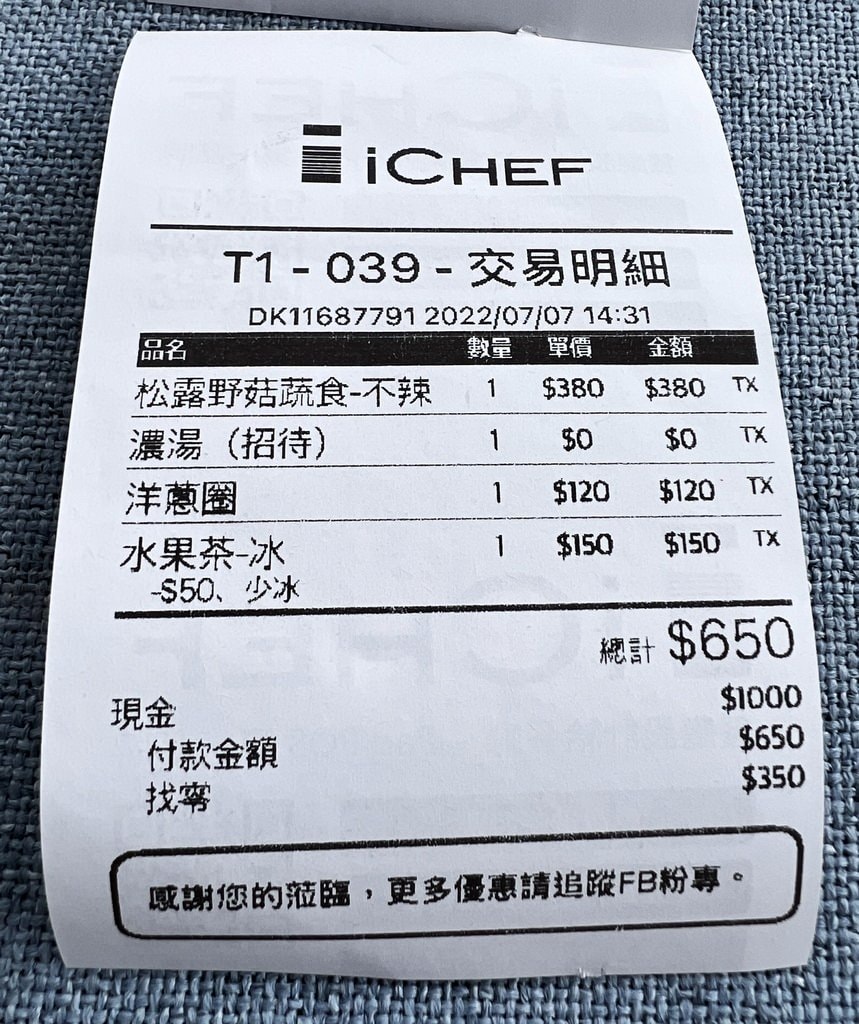 iCHEF
T1 - 039 - 交易明細
DK11687791 2022/07/07 14:31
品名 數量 單價 金額
松露野菇蔬食-不辣 1 $380 $380 TX
濃湯（招待） 1 $0 $0 TX
洋蔥圈 1 $120 $120 TX
水果茶-冰 1 $150 $150 TX
-$50、少冰
總計 $650
現金 $1000
付款金額 $650
找零 $350
感謝您的蒞臨，更多優惠請追蹤FB粉專。